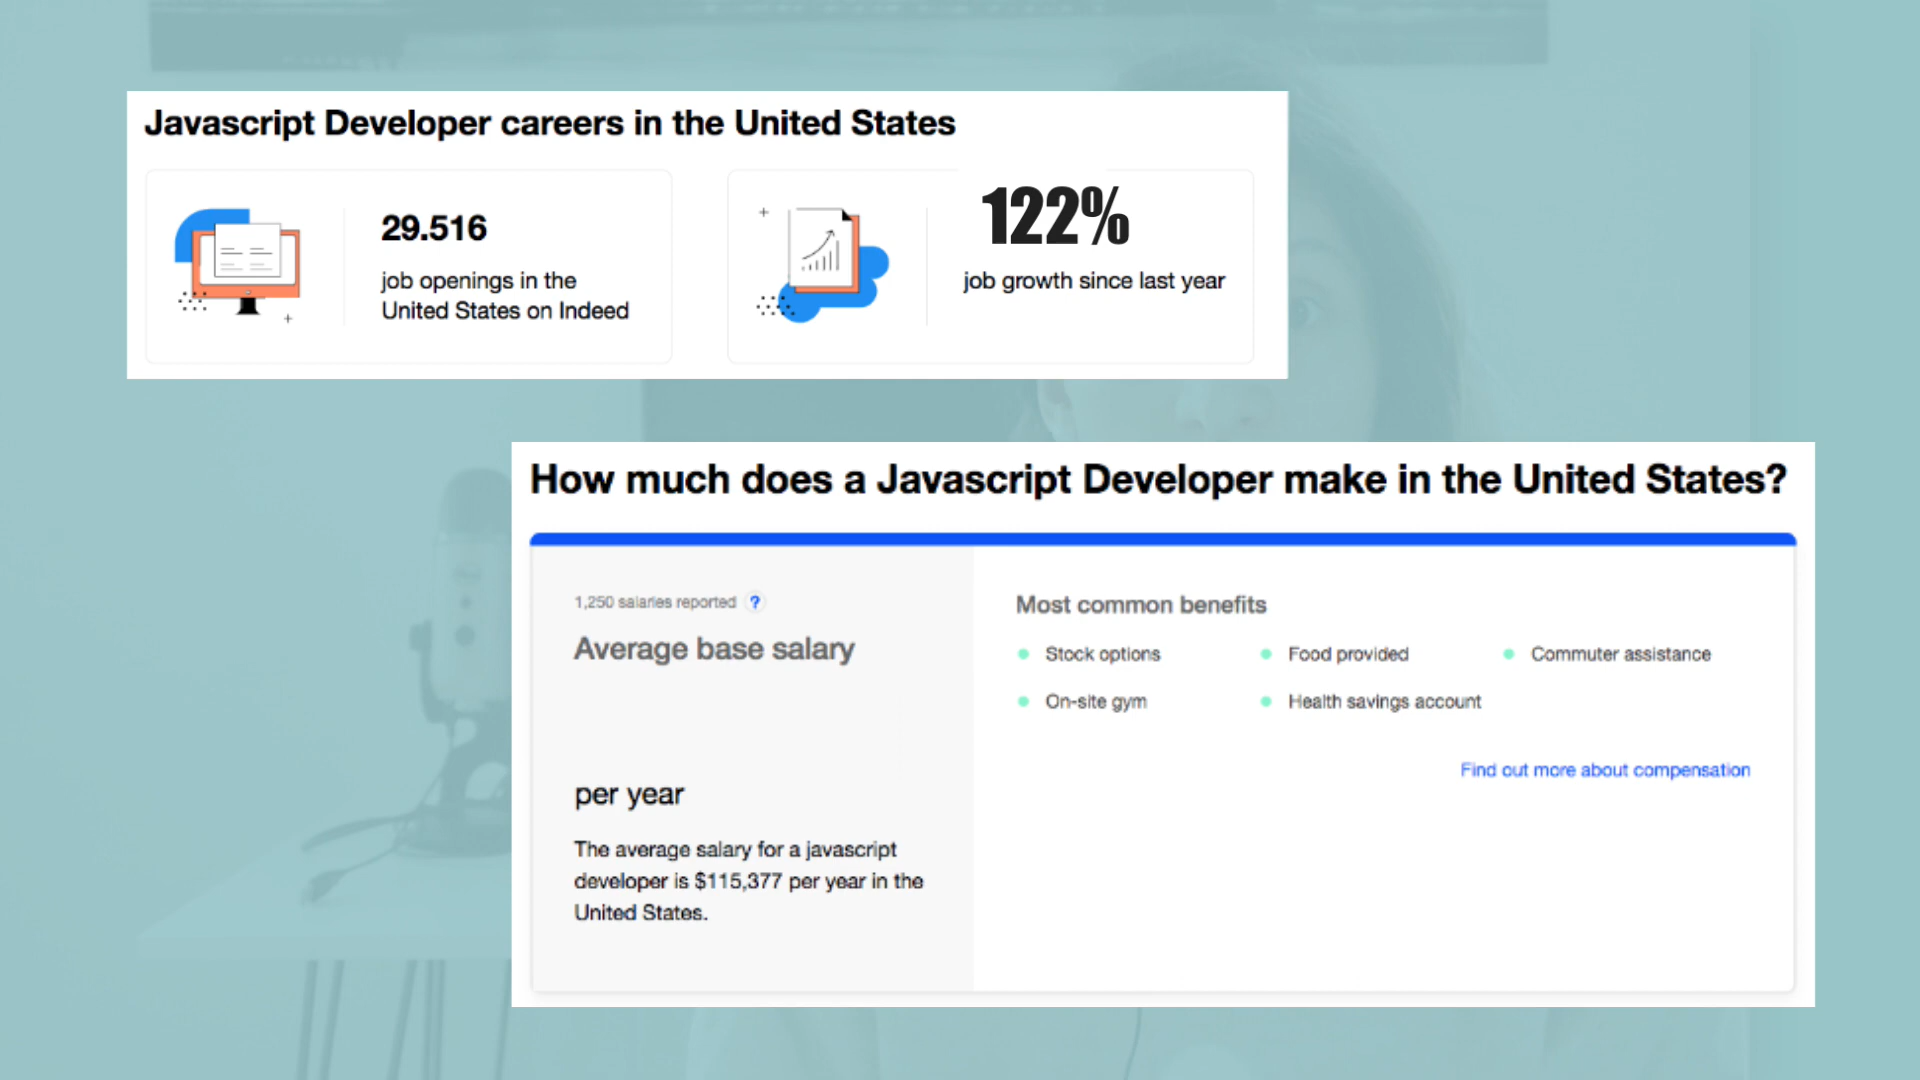 Javascript Developer careers in the United States
29.516
job openings in the
United States on Indeed
122%
job growth since last year
How much does a Javascript Developer make in the United States?
1,250 salaries reported ?
Average base salary
per year
The average salary for a javascript
developer is $115,377 per year in the
United States.
Most common benefits
Stock options
Food provided
Commuter assistance
On-site gym
Health savings account
Find out more about compensation